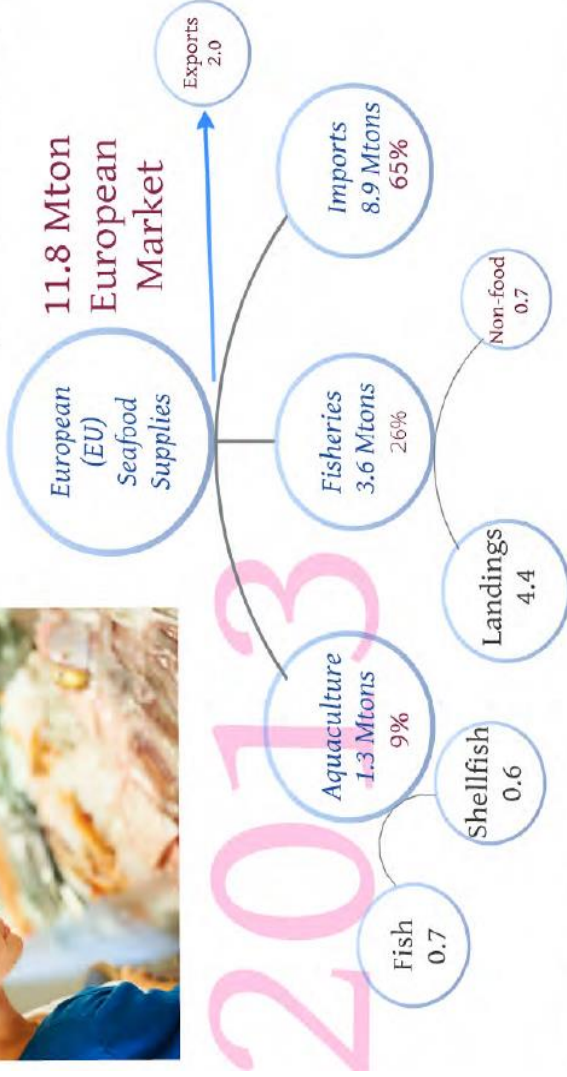 11.8 Mton
European
Market
European
(EU)
Seafood
Supplies
Exports
2.0
2013
Aquaculture
1.3 Mtons
9%
Fisheries
3.6 Mtons
26%
Imports
8.9 Mtons
65%
Fish
0.7
Shellfish
0.6
Landings
4.4
Non-food
0.7